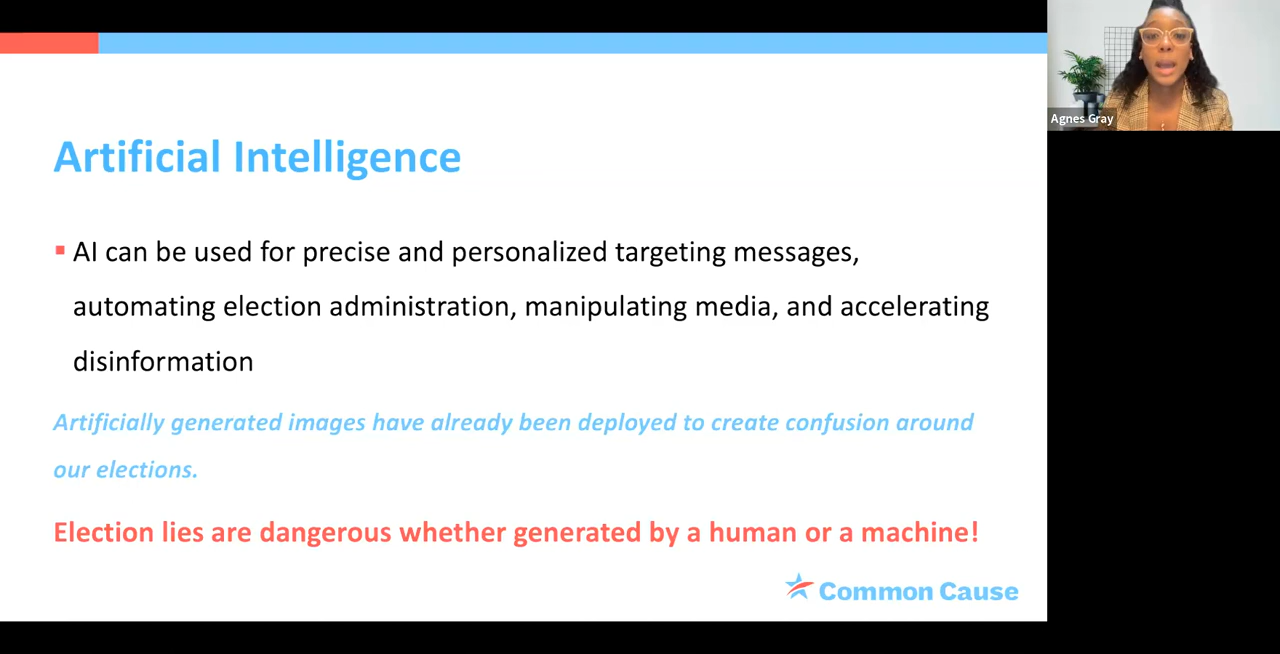 Artificial Intelligence
AI can be used for precise and personalized targeting messages,
automating election administration, manipulating media, and accelerating
disinformation
Artificially generated images have already been deployed to create confusion around
our elections.
Election lies are dangerous whether generated by a human or a machine!
Common Cause
Agnes Gray